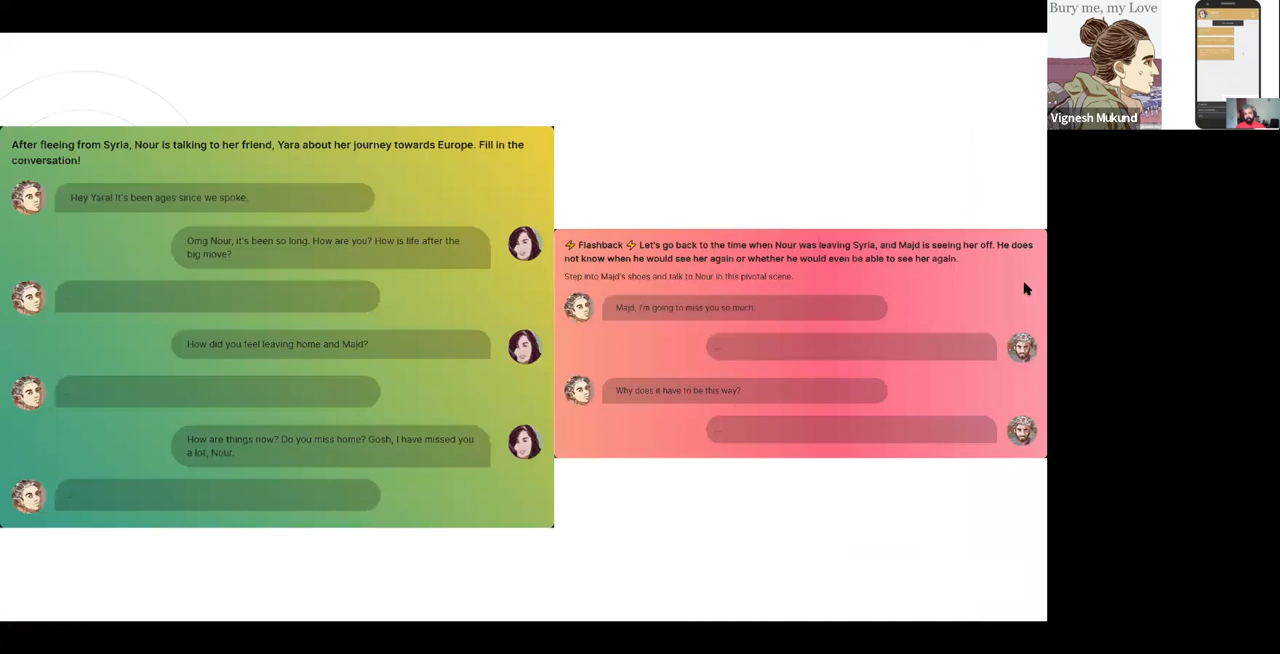 After fleeing from Syria, Nour is talking to her friend, Yara about her journey towards Europe. Fill in the
conversation!
Hey Yara! It's been ages since we spoke.
Omg Nour, it's been so long. How are you? How is life after the
big move?
How did you feel leaving home and Majd?
How are things now? Do you miss home? Gosh, I have missed you
a lot, Nour.
⚡ Flashback ⚡ Let's go back to the time when Nour was leaving Syria, and Majd is seeing her off. He does
not know when he would see her again or whether he would even be able to see her again.
Step into Majd's shoes and talk to Nour in this pivotal scene.
Majd, I'm going to miss you so much.
...
Why does it have to be this way?
...
Bury me, my Love
Vignesh Mukund